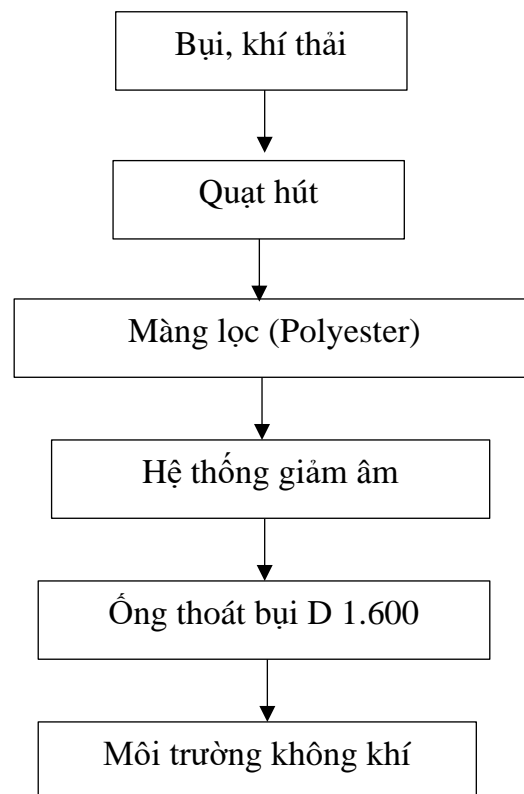 Bụi, khí thải
Quạt hút
Màng lọc (Polyester)
Hệ thống giảm âm
Ống thoát bụi D 1.600
Môi trường không khí